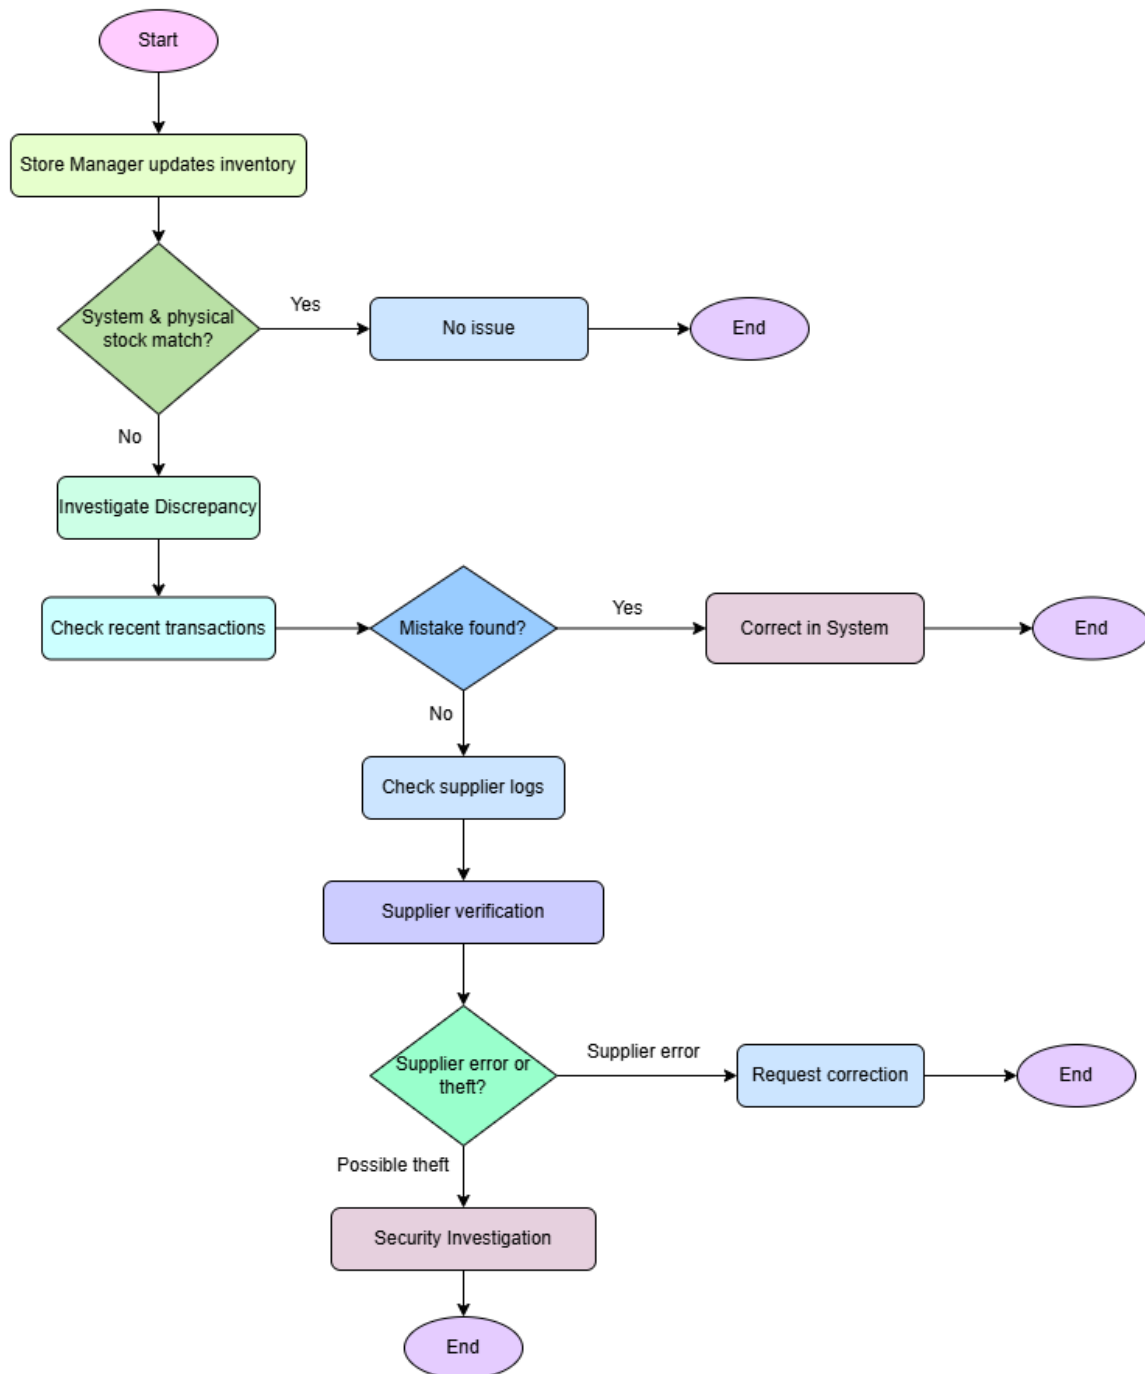 Start
Store Manager updates inventory
System & physical
stock match?
Yes
No issue
End
No
Investigate Discrepancy
Check recent transactions
Mistake found?
Yes
Correct in System
End
No
Check supplier logs
Supplier verification
Supplier error or
theft?
Supplier error
Request correction
End
Possible theft
Security Investigation
End